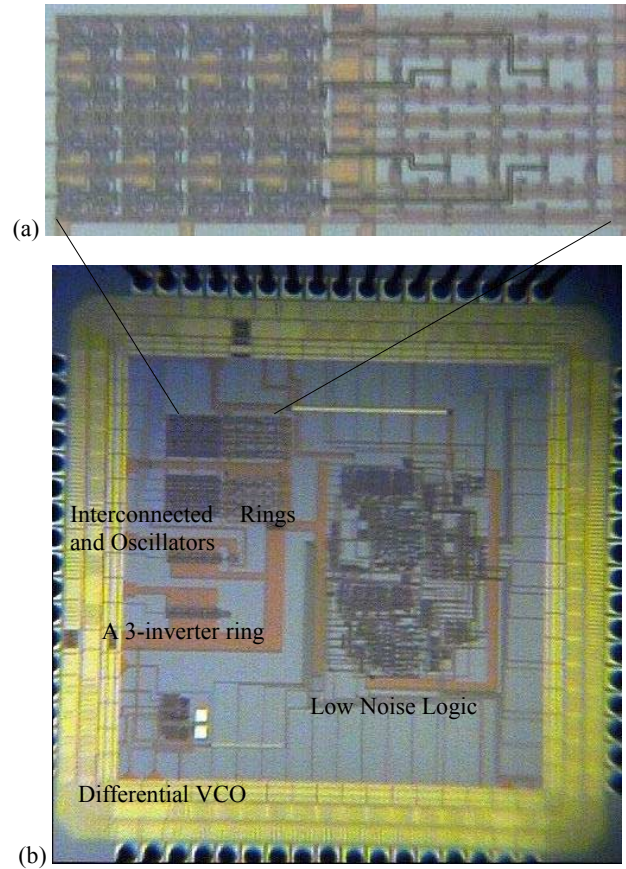 (a)
Interconnected Rings
and Oscillators
A 3-inverter ring
Low Noise Logic
Differential VCO
(b)